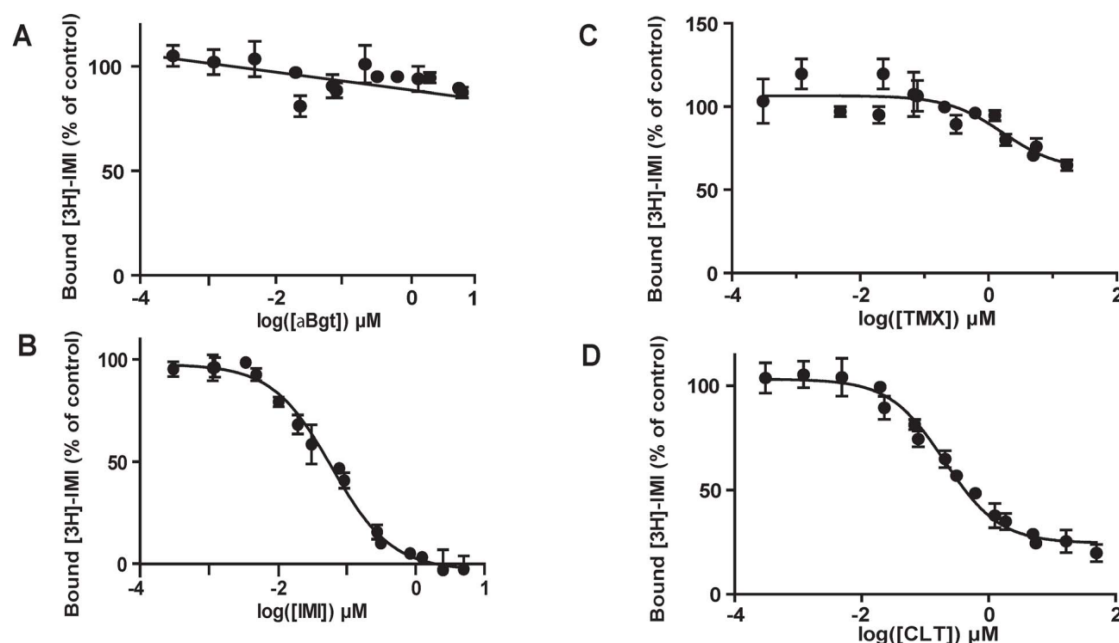 A
Bound [3H]-IMI (% of control)
100
50
0
-4
-2
0
1
log([aBgt]) µM
B
Bound [3H]-IMI (% of control)
100
50
0
-4
-2
0
1
log([IMI]) µM
C
Bound [3H]-IMI (% of control)
150
100
50
0
-4
-2
0
2
log([TMX]) µM
D
Bound [3H]-IMI (% of control)
100
50
0
-4
-2
0
2
log([CLT]) µM